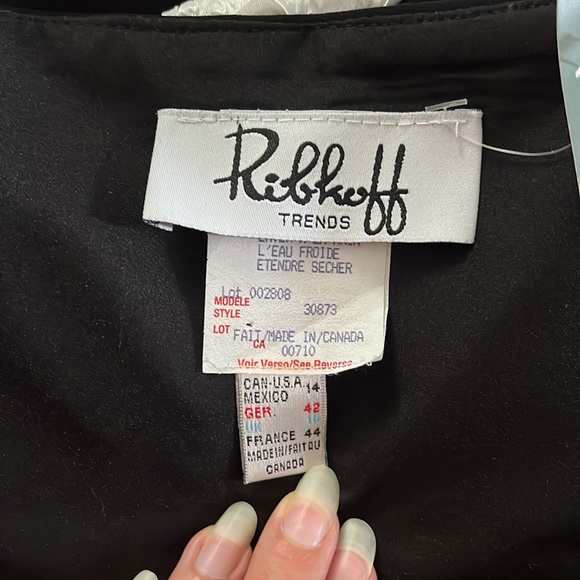 Ribkoff
TRENDS
L'EAU FROIDE
ETENDRE SECHER
Lot 002808
MODÈLE
STYLE 30873
LOT FAIT/MADE IN/CANADA
CA 00710
Voir Verso/See Reverse
CAN-U.S.A. 14
MEXICO
GER. 42
UK
FRANCE 44
MADE IN/FAIT AU
CANADA